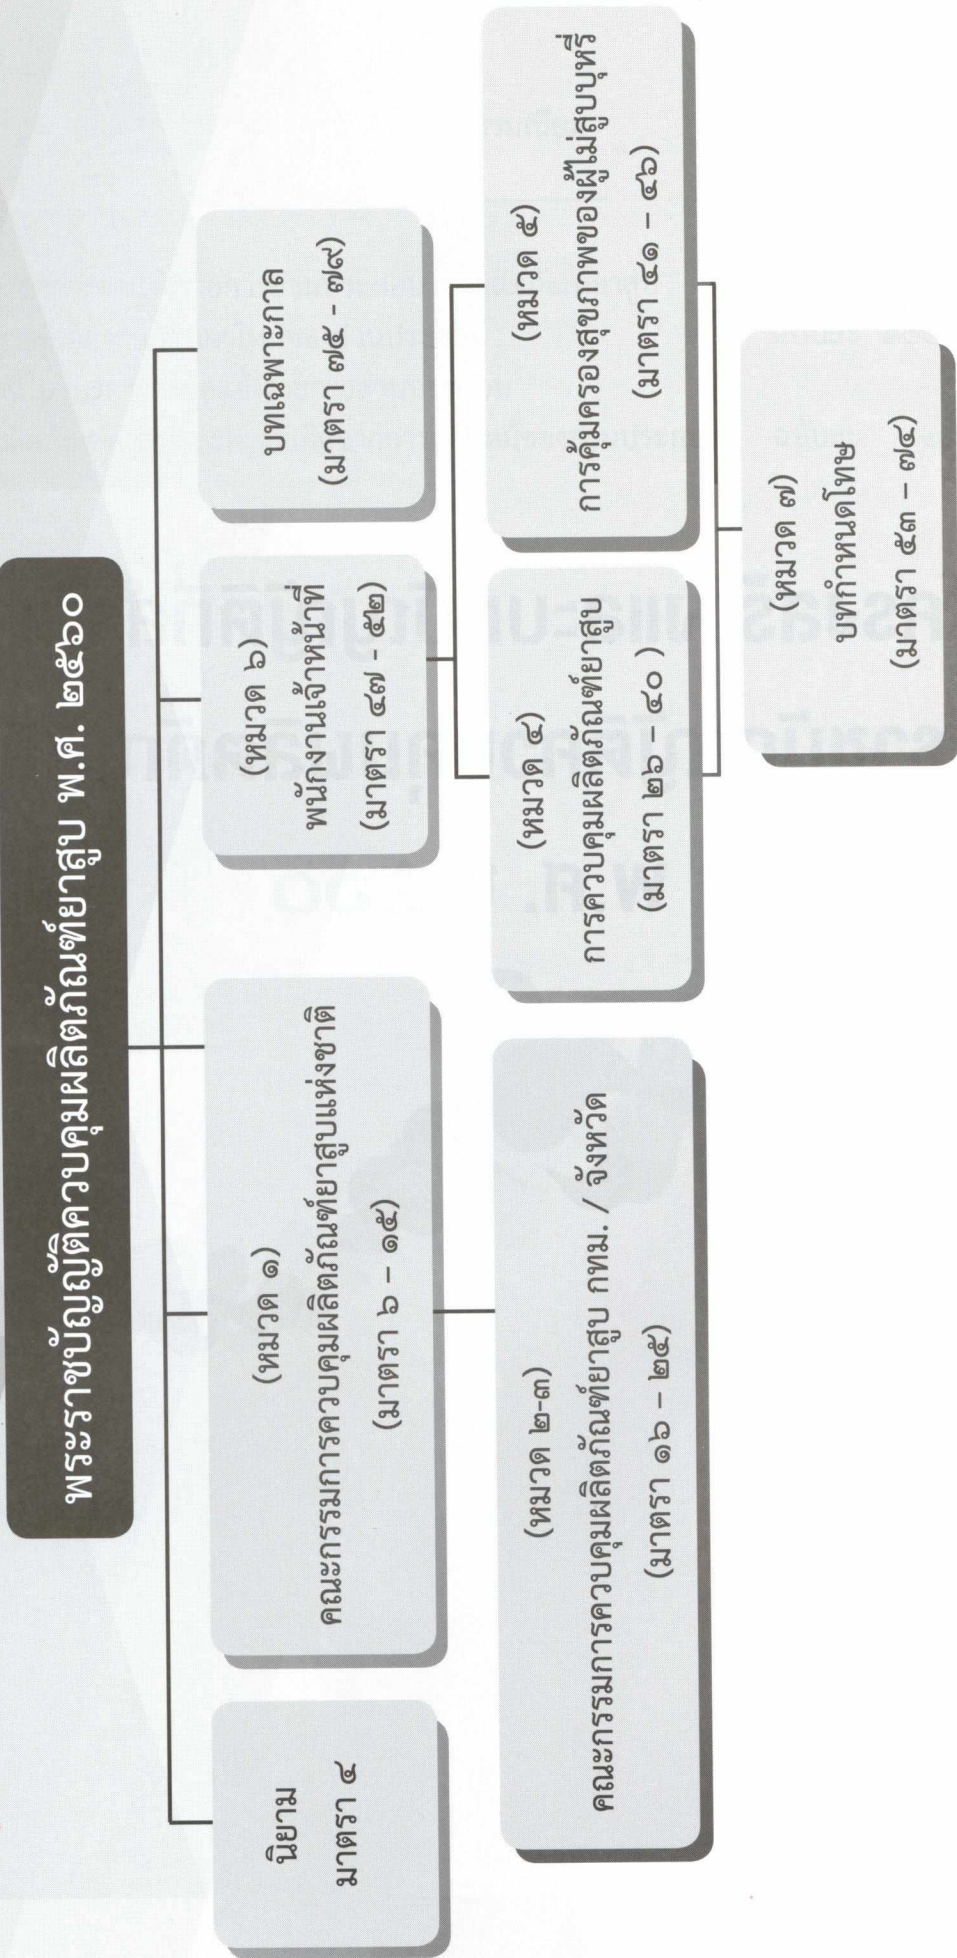 พระราชบัญญัติควบคุมผลิตภัณฑ์ยาสูบ พ.ศ. ๒๕๖๐
นิยาม
มาตรา ๔
(หมวด ๑)
คณะกรรมการควบคุมผลิตภัณฑ์ยาสูบแห่งชาติ
(มาตรา ๖ – ๑๕)
(หมวด ๖)
พนักงานเจ้าหน้าที่
(มาตรา ๔๗ - ๕๒)
บทเฉพาะกาล
(มาตรา ๗๕ - ๗๙)
(หมวด ๒-๓)
คณะกรรมการควบคุมผลิตภัณฑ์ยาสูบ กทม. / จังหวัด
(มาตรา ๑๖ – ๒๕)
(หมวด ๔)
การควบคุมผลิตภัณฑ์ยาสูบ
(มาตรา ๒๖ – ๔๐ )
(หมวด ๕)
การคุ้มครองสุขภาพของผู้ไม่สูบบุหรี่
(มาตรา ๔๑ – ๔๖)
(หมวด ๗)
บทกำหนดโทษ
(มาตรา ๕๓ – ๗๔)